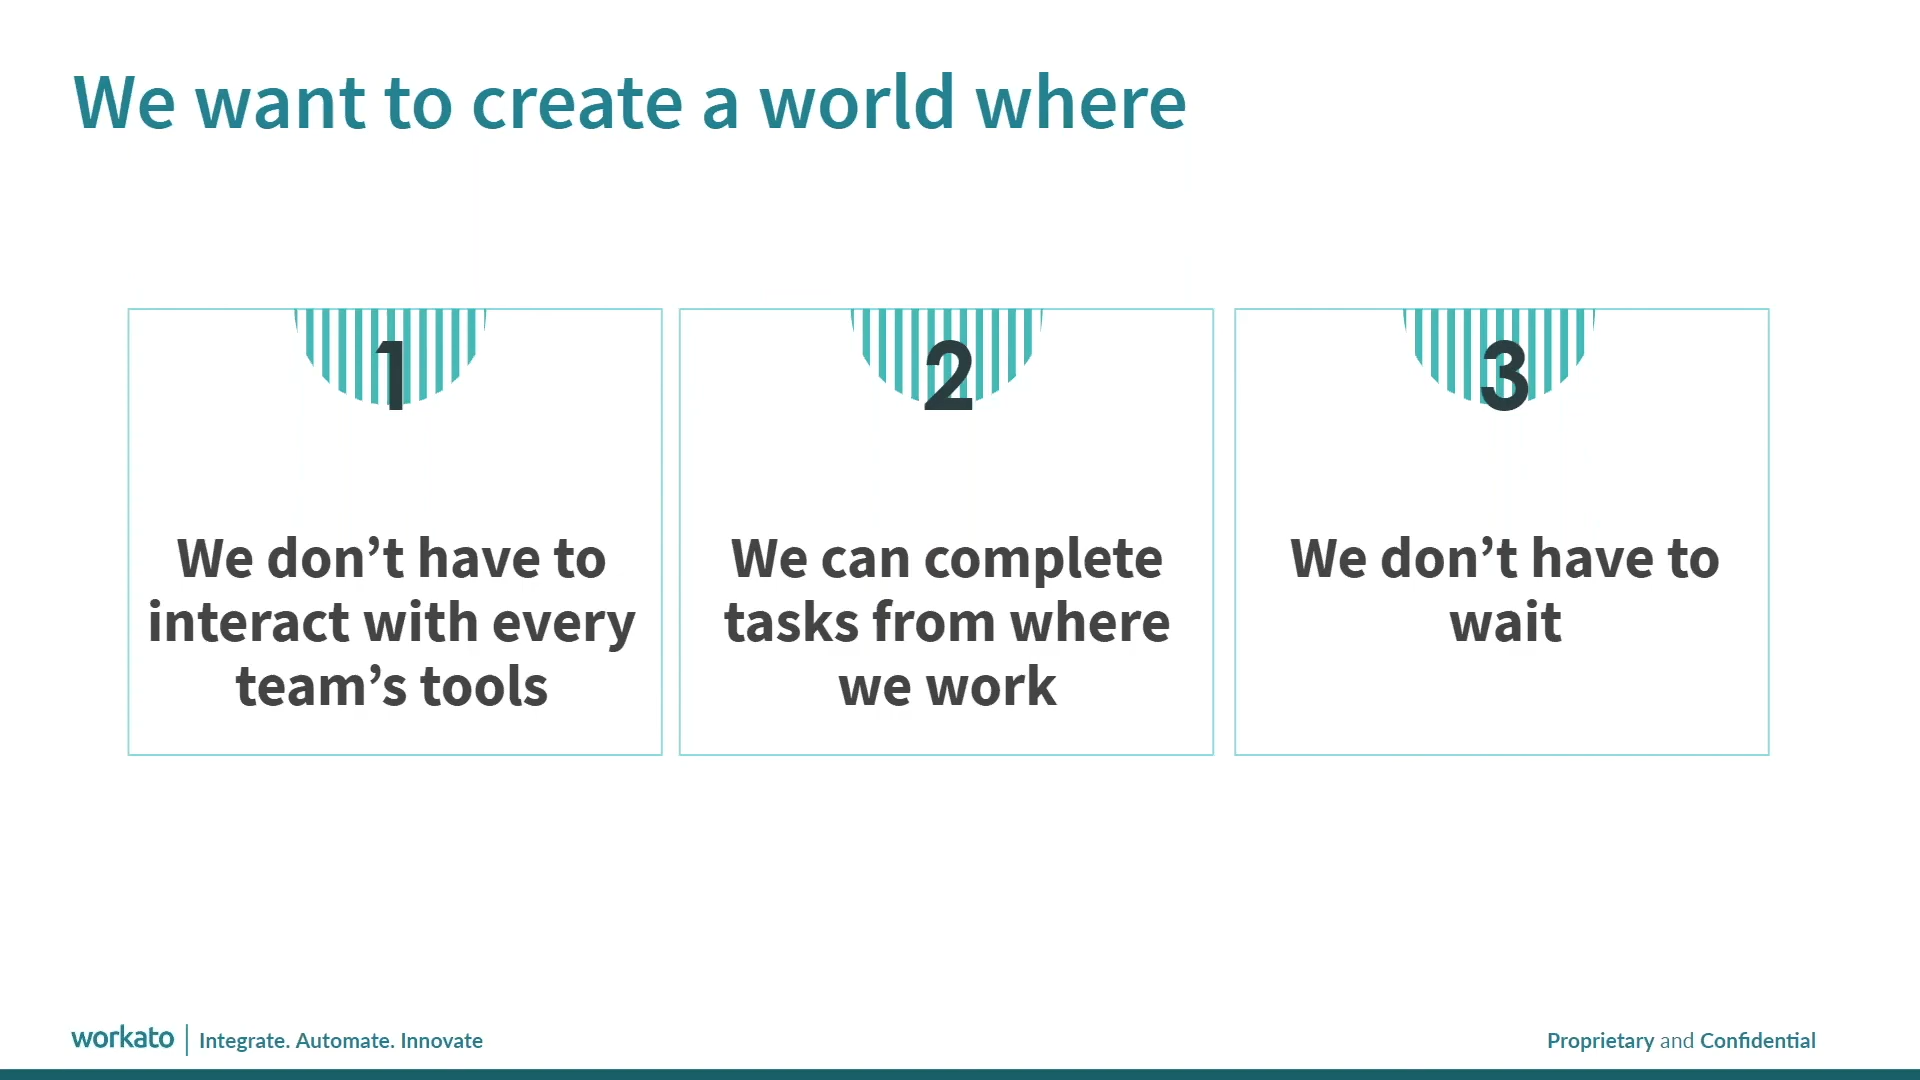 We want to create a world where
1
We don’t have to
interact with every
team’s tools
2
We can complete
tasks from where
we work
3
We don’t have to
wait
workato
Integrate. Automate. Innovate
Proprietary and Confidential